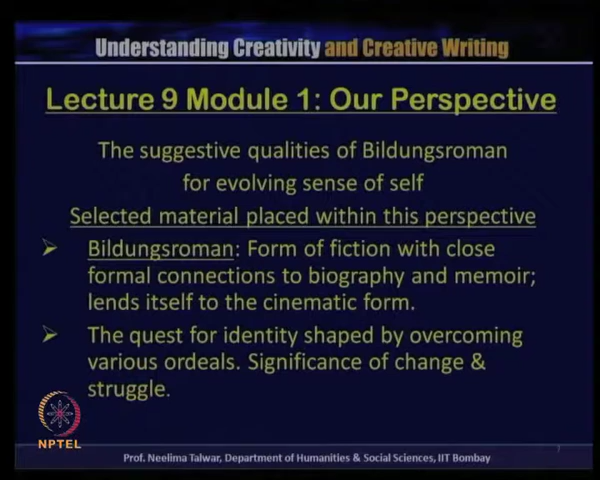 Understanding Creativity and Creative Writing
Lecture 9 Module 1: Our Perspective
The suggestive qualities of Bildungsroman
for evolving sense of self
Selected material placed within this perspective
➢ Bildungsroman: Form of fiction with close
formal connections to biography and memoir;
lends itself to the cinematic form.
➢ The quest for identity shaped by overcoming
various ordeals. Significance of change &
struggle.
NPTEL
Prof. Neelima Talwar, Department of Humanities & Social Sciences, IIT Bombay